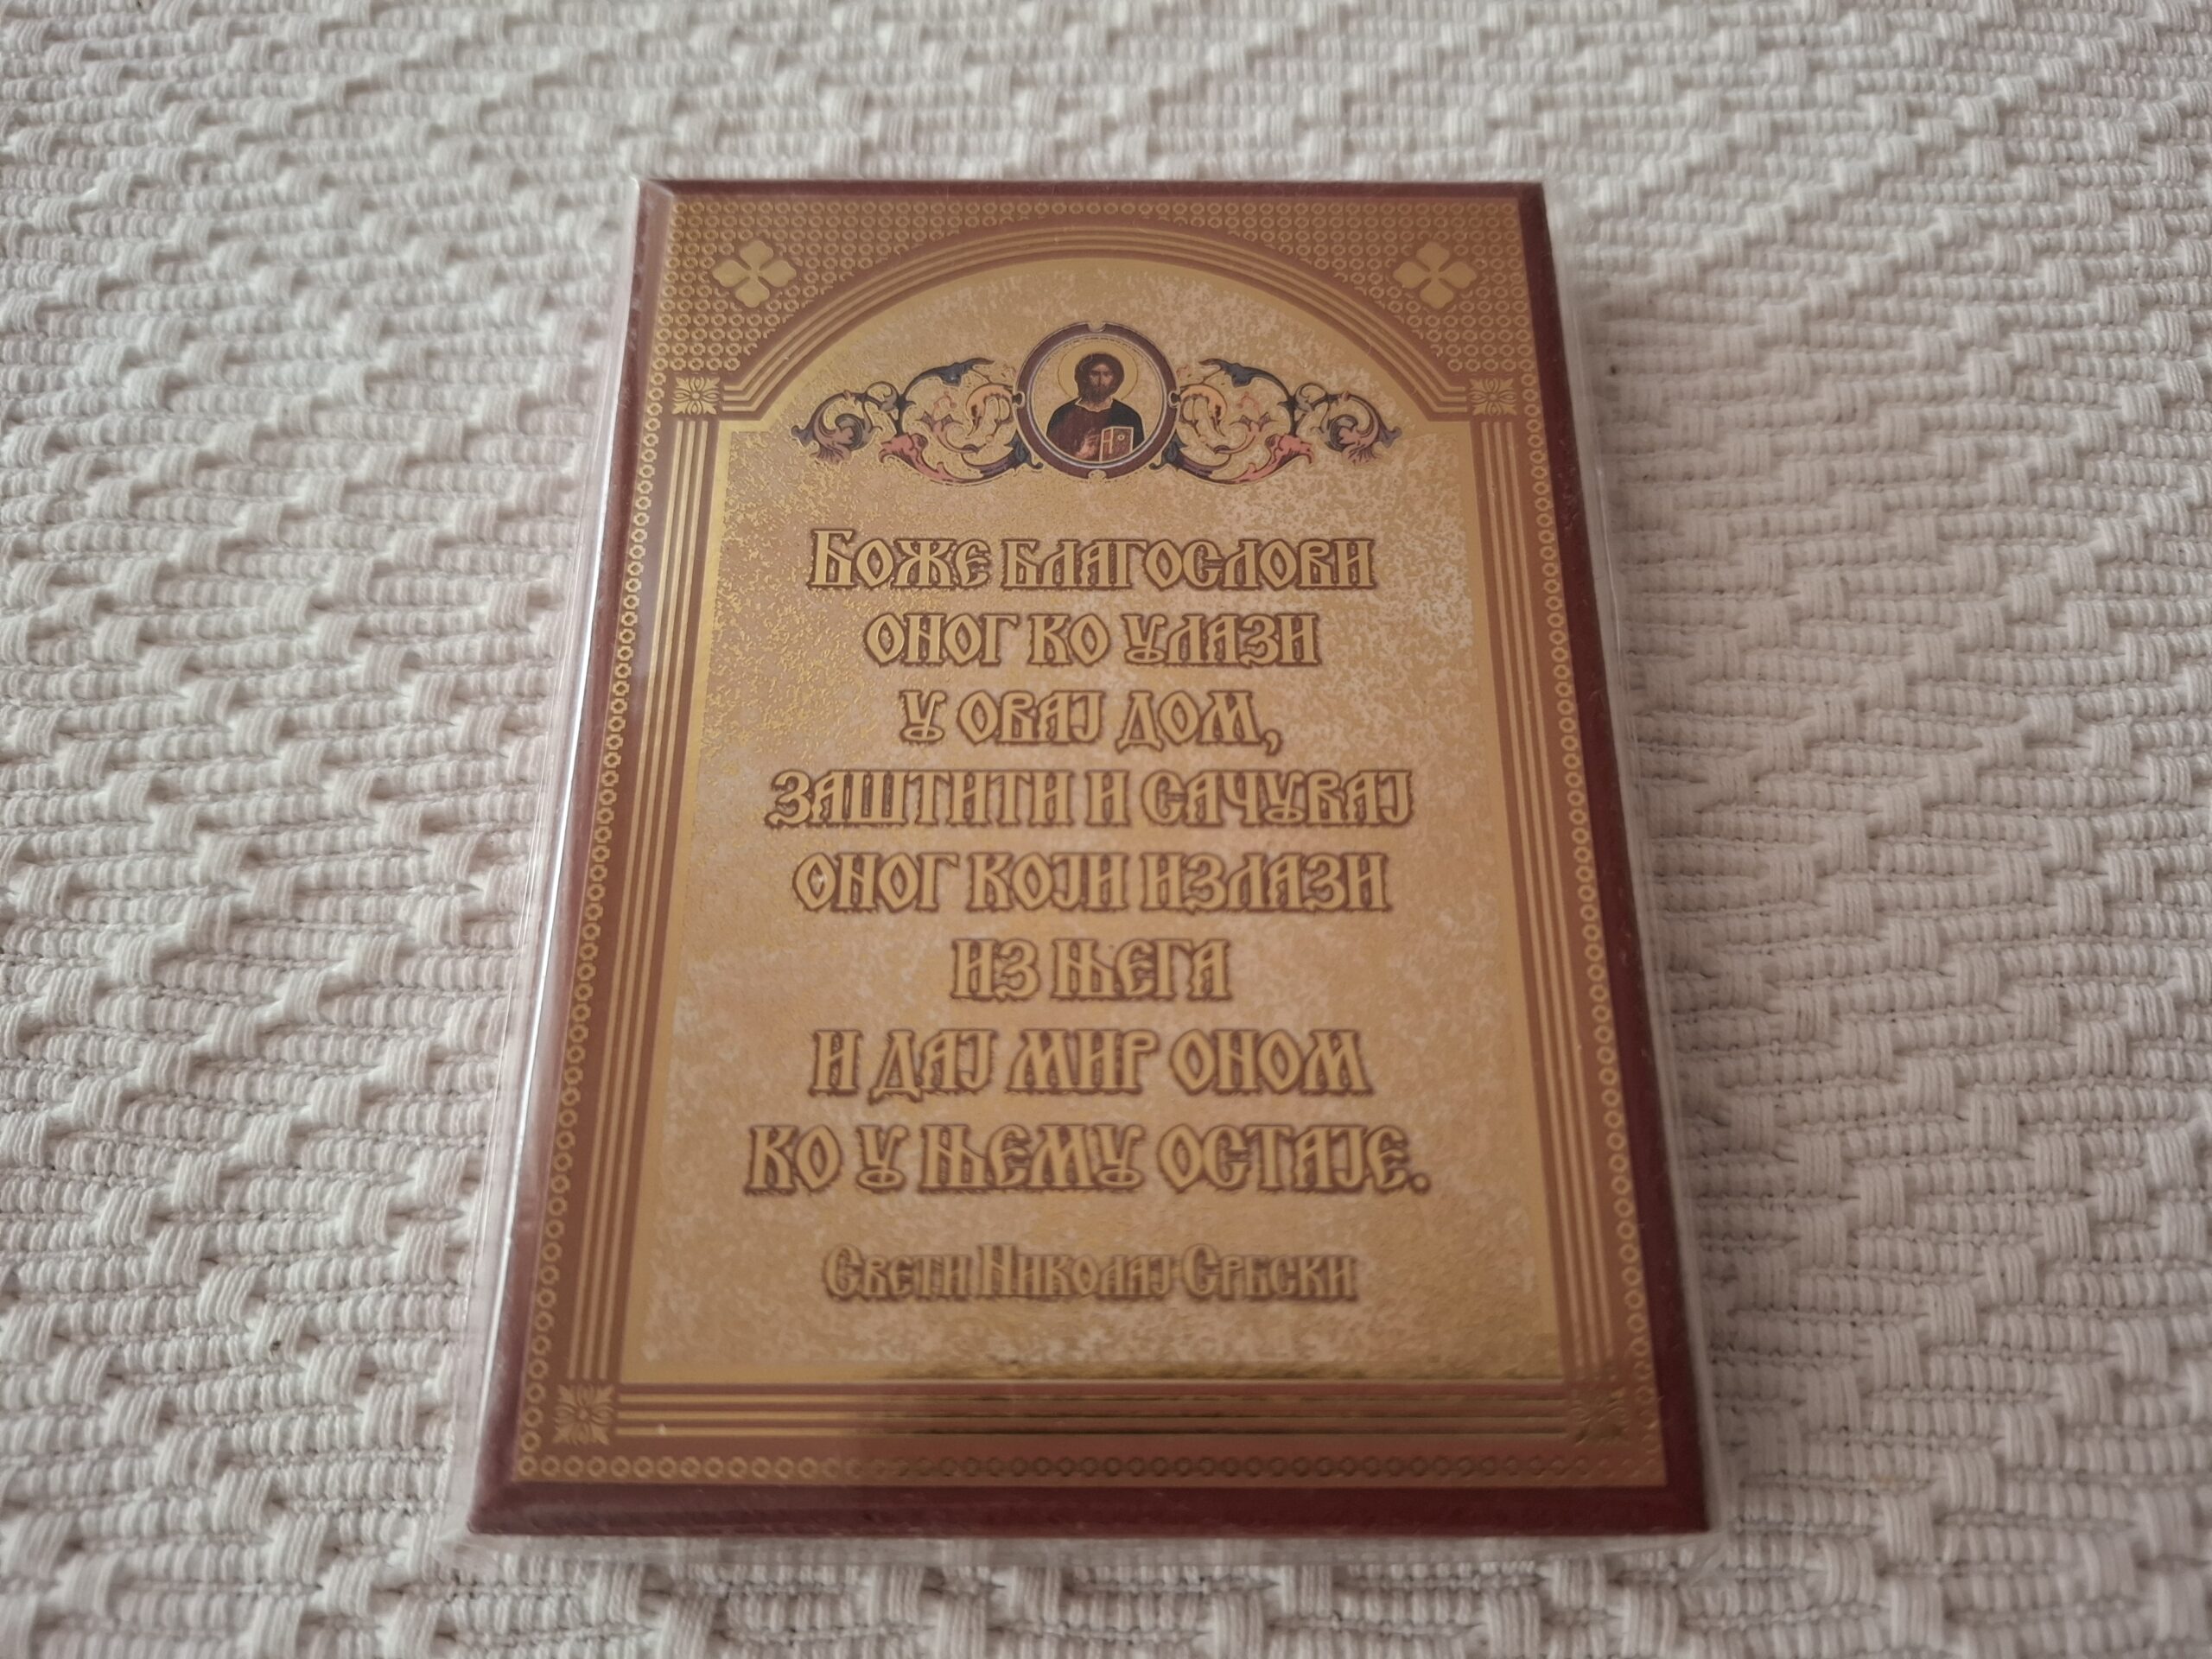 Боже благослови
оног ко улази
у овај дом,
заштити и сачувај
оног који излази
из њега
и дај мир оном
ко у њему остаје.
Свети Николај Србски